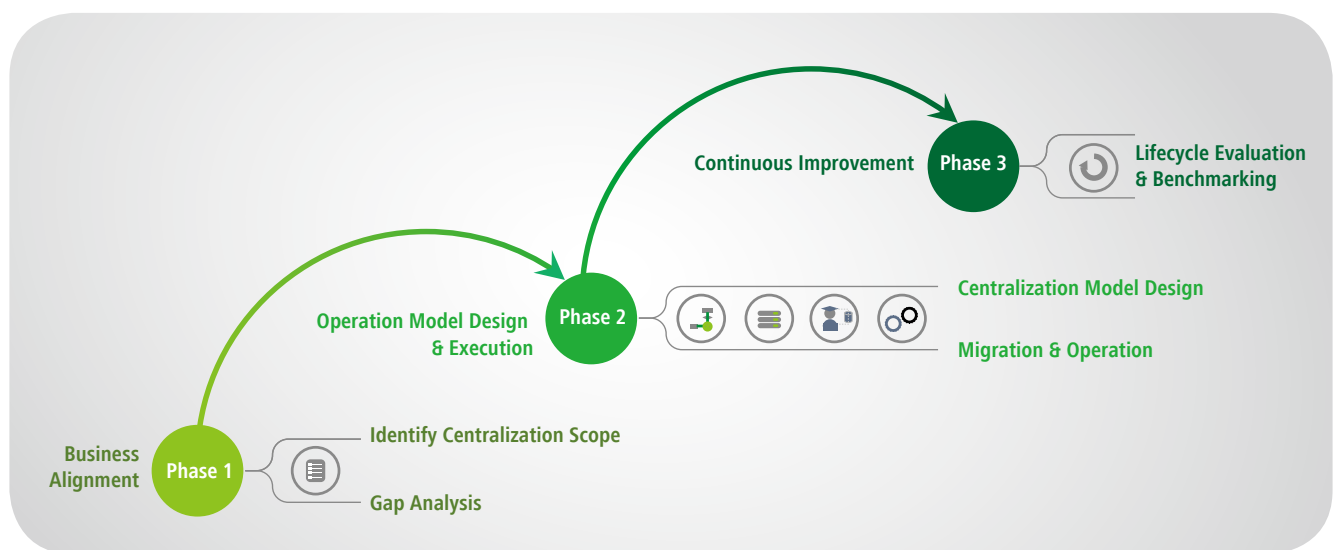 Continuous Improvement
Phase 3
Lifecycle Evaluation
& Benchmarking
Operation Model Design
& Execution
Phase 2
Centralization Model Design
Migration & Operation
Business
Alignment
Phase 1
Identify Centralization Scope
Gap Analysis